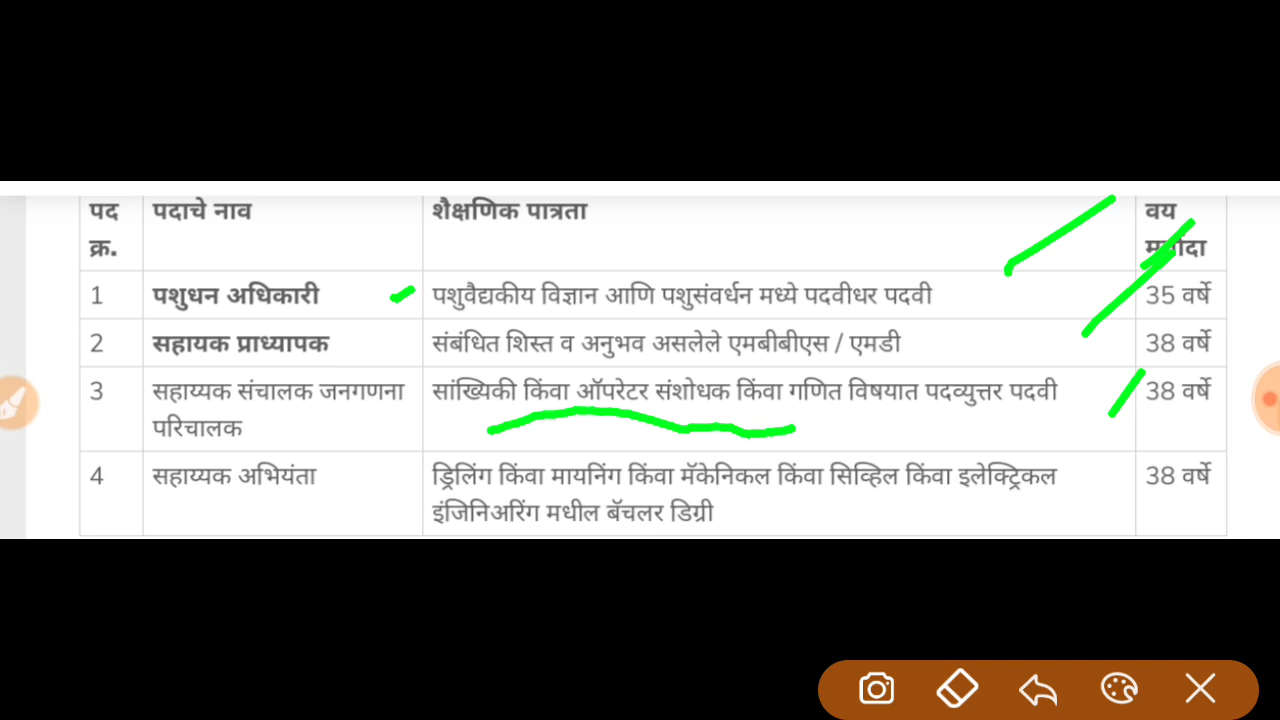 पद पदाचे नाव शैक्षणिक पात्रता वय
क्र. मर्यादा
1 पशुधन अधिकारी पशुवैद्यकीय विज्ञान आणि पशुसंवर्धन मध्ये पदवीधर पदवी 35 वर्षे
2 सहायक प्राध्यापक संबंधित शिस्त व अनुभव असलेले एमबीबीएस / एमडी 38 वर्षे
3 सहाय्यक संचालक जनगणना सांख्यिकी किंवा ऑपरेटर संशोधक किंवा गणित विषयात पदव्युत्तर पदवी 38 वर्षे
परिचालक
4 सहाय्यक अभियंता ड्रिलिंग किंवा मायनिंग किंवा मॅकेनिकल किंवा सिव्हिल किंवा इलेक्ट्रिकल 38 वर्षे
इंजिनिअरिंग मधील बॅचलर डिग्री